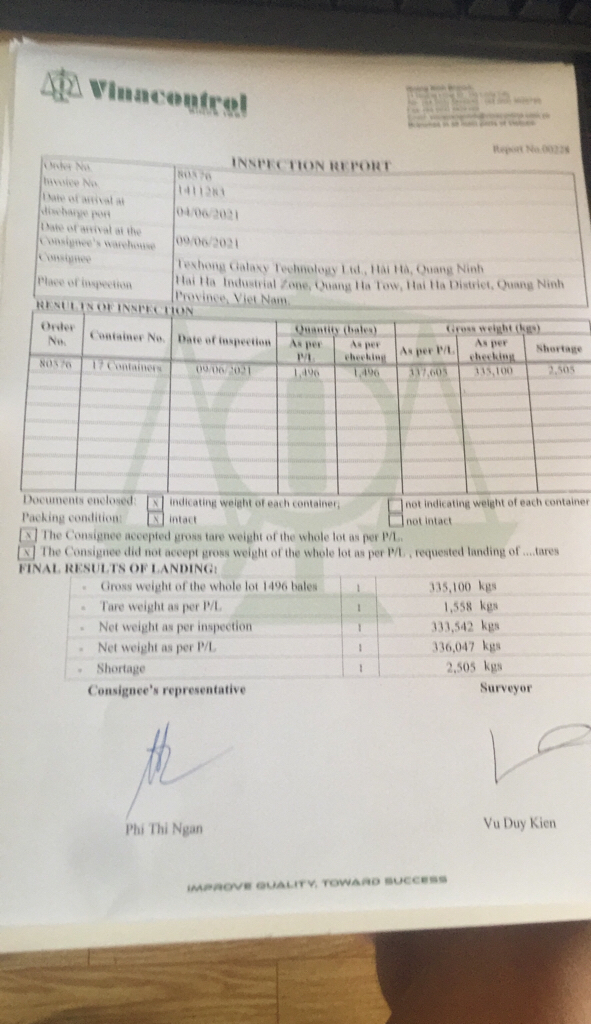 Vinacontrol
Report No.00228
INSPECTION REPORT
Order No. 80576
Invoice No. 1411283
Date of arrival at discharge port 04/06/2021
Date of arrival at the Consignee's warehouse 09/06/2021
Consignee Texhong Galaxy Technology Ltd., Hải Hà, Quang Ninh
Place of inspection Hai Ha Industrial Zone, Quang Ha Tow, Hai Ha District, Quang Ninh
Province, Viet Nam.
RESULTS OF INSPECTION
Order No. Container No. Date of inspection Quantity (bales) Gross weight (kgs)
As per P/L As per checking As per P/L As per checking Shortage
80576 17 Containers 09/06/2021 1,496 1,496 337,605 335,100 2,505
Documents enclosed: x indicating weight of each container; not indicating weight of each container
Packing condition: x intact not intact
x The Consignee accepted gross tare weight of the whole lot as per P/L.
x The Consignee did not accept gross weight of the whole lot as per P/L , requested landing of ....tares
FINAL RESULTS OF LANDING:
- Gross weight of the whole lot 1496 bales : 335,100 kgs
- Tare weight as per P/L : 1,558 kgs
- Net weight as per inspection : 333,542 kgs
- Net weight as per P/L : 336,047 kgs
- Shortage : 2,505 kgs
Consignee's representative Surveyor
Phi Thi Ngan Vu Duy Kien
IMPROVE QUALITY, TOWARD SUCCESS